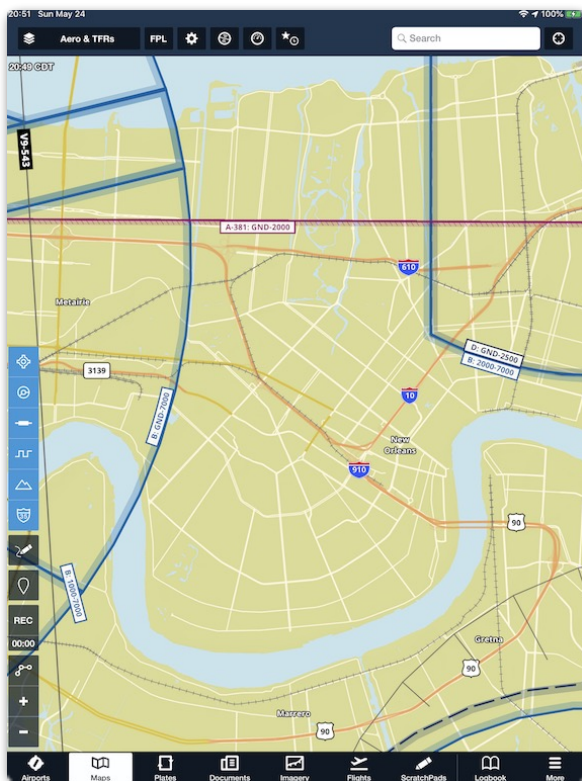 20:51 Sun May 24
100%
Aero & TFRs
FPL
Search
20:49 CDT
V9-543
A-381: GND-2000
610
Metairie
D: GND-2500
B: 2000-7000
3139
10
B: GND-7000
New
Orleans
910
90
B: 1000-7000
REC
00:00
Gretna
90
Marrero
90
Airports
Maps
Plates
Documents
Imagery
Flights
ScratchPads
Logbook
More